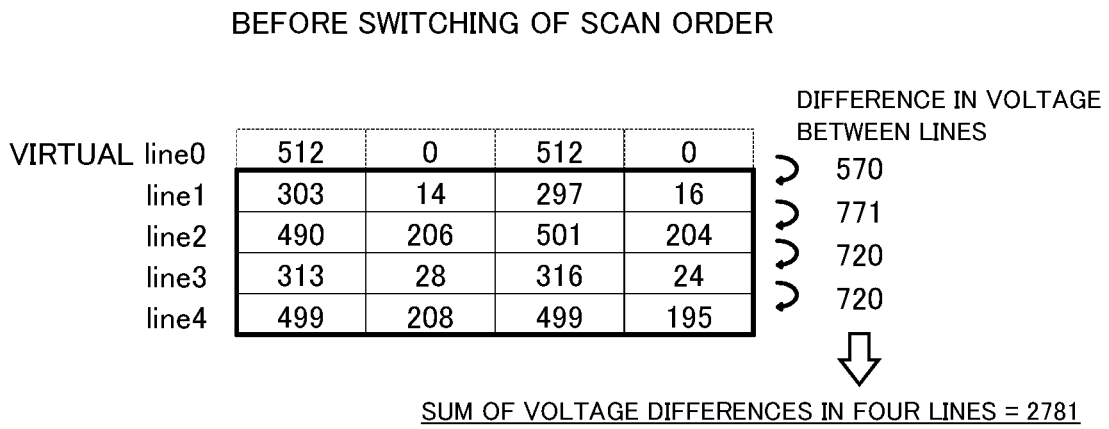 BEFORE SWITCHING OF SCAN ORDER
DIFFERENCE IN VOLTAGE
BETWEEN LINES
VIRTUAL line0 512 0 512 0
570
line1 303 14 297 16
771
line2 490 206 501 204
720
line3 313 28 316 24
720
line4 499 208 499 195
SUM OF VOLTAGE DIFFERENCES IN FOUR LINES = 2781